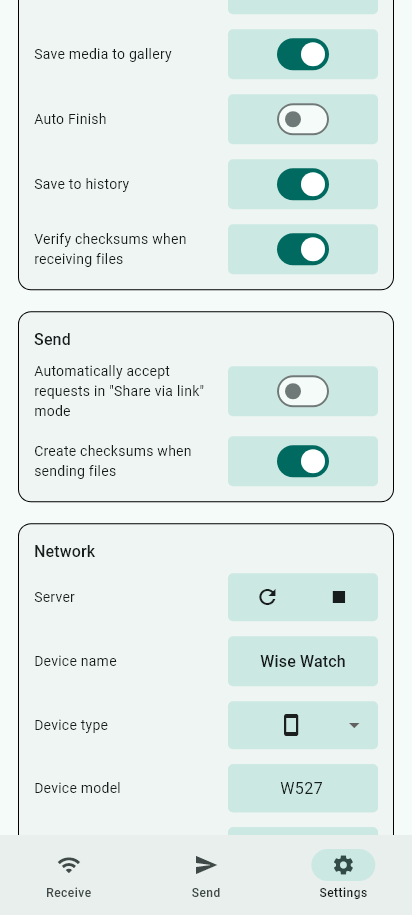 Save media to gallery
Auto Finish
Save to history
Verify checksums when
receiving files
Send
Automatically accept
requests in "Share via link"
mode
Create checksums when
sending files
Network
Server
Device name
Wise Watch
Device type
Device model
W527
Receive
Send
Settings